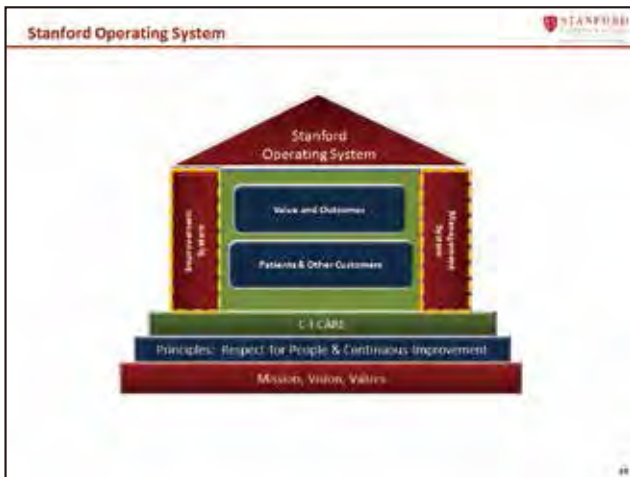 Stanford Operating System
STANFORD
Stanford
Operating System
Improvement
System
Value and Outcomes
Patients & Other Customers
Management
System
C-I-CARE
Principles: Respect for People & Continuous Improvement
Mission, Vision, Values